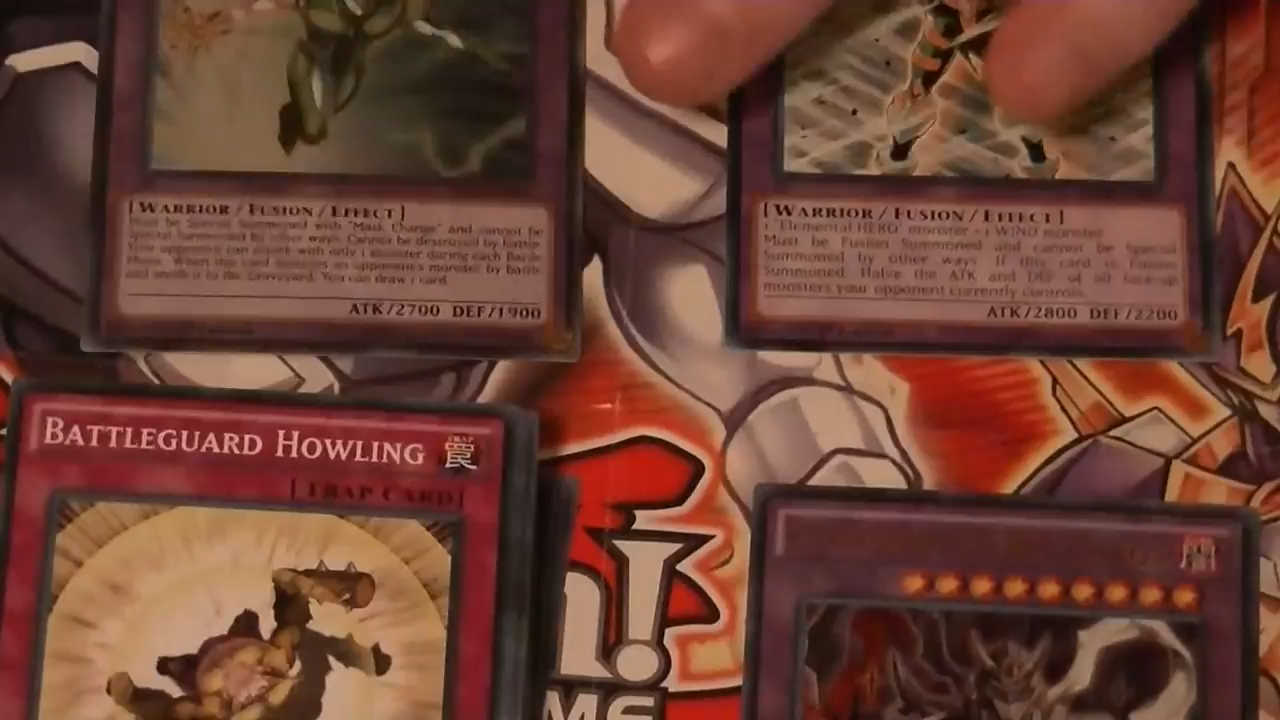 [WARRIOR/FUSION/EFFECT]
Must be Special Summoned with "Mask Change" and cannot be
Special Summoned by other ways. Cannot be destroyed by battle.
Your opponent can attack with only 1 monster during each Battle
Phase. When this card destroys an opponent's monster by battle
and sends it to the Graveyard: You can draw 1 card.
ATK/2700 DEF/1900
[WARRIOR/FUSION/EFFECT]
1 "Elemental HERO" monster + 1 WIND monster
Must be Fusion Summoned and cannot be Special
Summoned by other ways. If this card is Fusion
Summoned: Halve the ATK and DEF of all face-up
monsters your opponent currently controls.
ATK/2800 DEF/2200
BATTLEGUARD HOWLING
TRAP
罠
[TRAP CARD]
闇
!